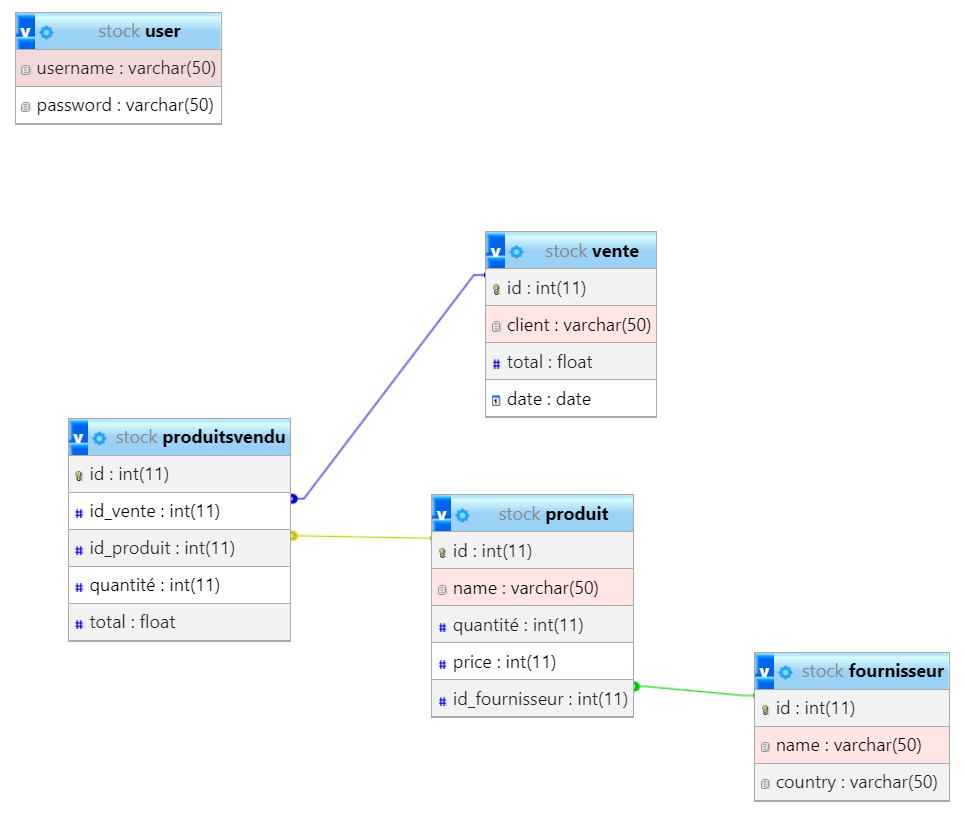 stock user
username : varchar(50)
password : varchar(50)
stock vente
id : int(11)
client : varchar(50)
total : float
date : date
stock produitsvendu
id : int(11)
id_vente : int(11)
id_produit : int(11)
quantité : int(11)
total : float
stock produit
id : int(11)
name : varchar(50)
quantité : int(11)
price : int(11)
id_fournisseur : int(11)
stock fournisseur
id : int(11)
name : varchar(50)
country : varchar(50)